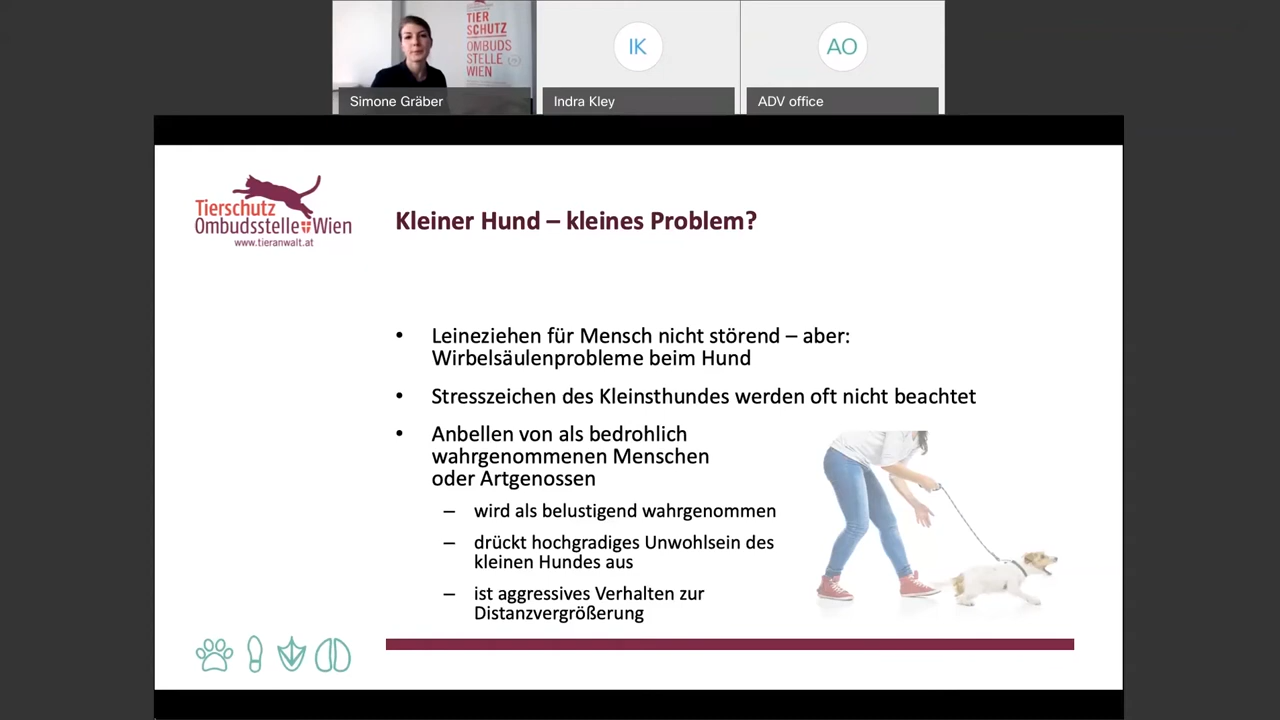 TIER
SCHUTZ
OMBUDS
STELLE
WIEN
IK
AO
Simone Gräber
Indra Kley
ADV office
Tierschutz
Ombudsstelle Wien
www.tieranwalt.at
Kleiner Hund – kleines Problem?
• Leineziehen für Mensch nicht störend – aber:
Wirbelsäulenprobleme beim Hund
• Stresszeichen des Kleinsthundes werden oft nicht beachtet
• Anbellen von als bedrohlich
wahrgenommenen Menschen
oder Artgenossen
– wird als belustigend wahrgenommen
– drückt hochgradiges Unwohlsein des
kleinen Hundes aus
– ist aggressives Verhalten zur
Distanzvergrößerung